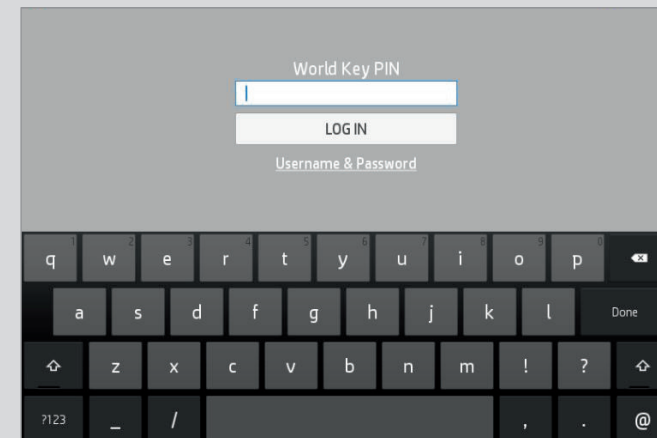 World Key PIN
LOG IN
Username & Password
1 2 3 4 5 6 7 8 9 0
q w e r t y u i o p
a s d f g h j k l Done
z x c v b n m ! ?
?123 _ / , . @